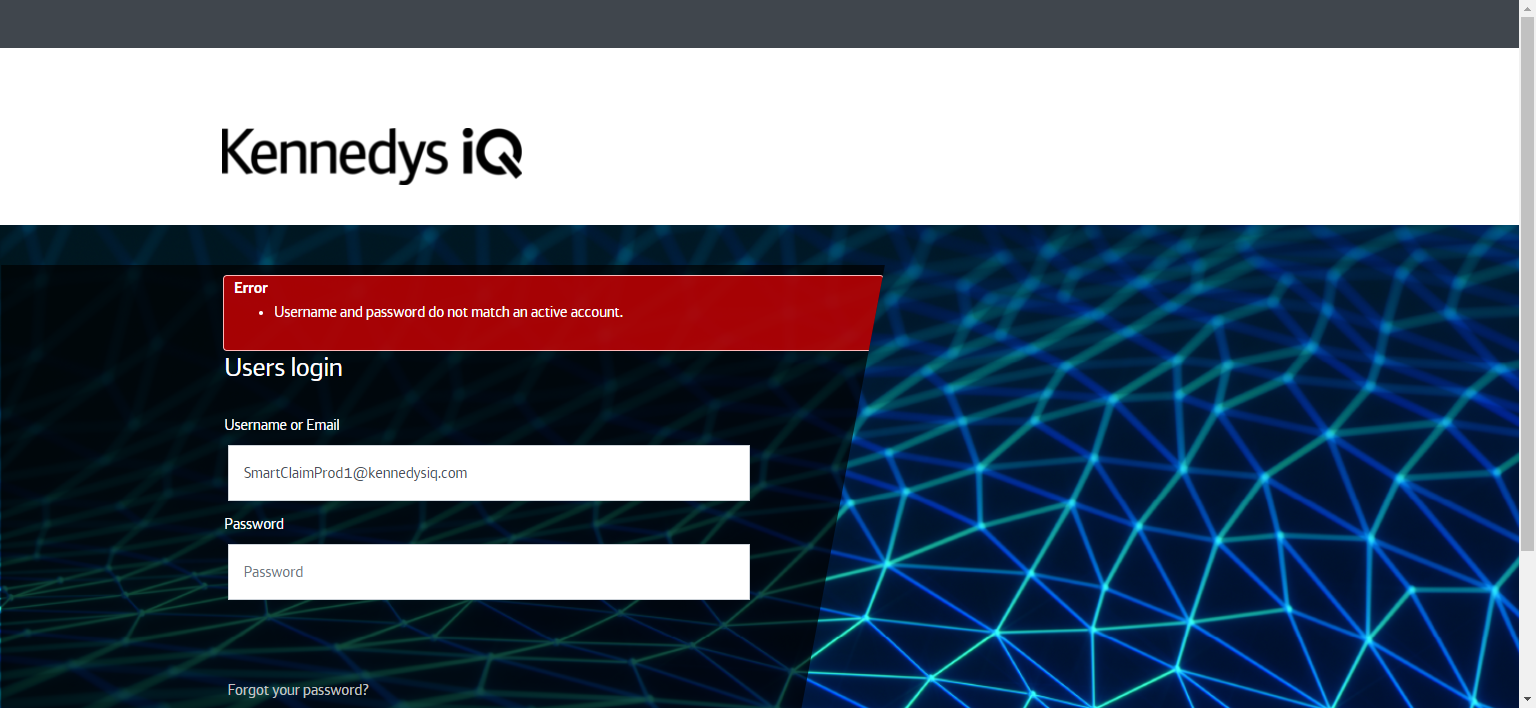 Kennedys iQ
Error
Username and password do not match an active account.
Users login
Username or Email
SmartClaimProd1@kennedysiq.com
Password
Password
Forgot your password?